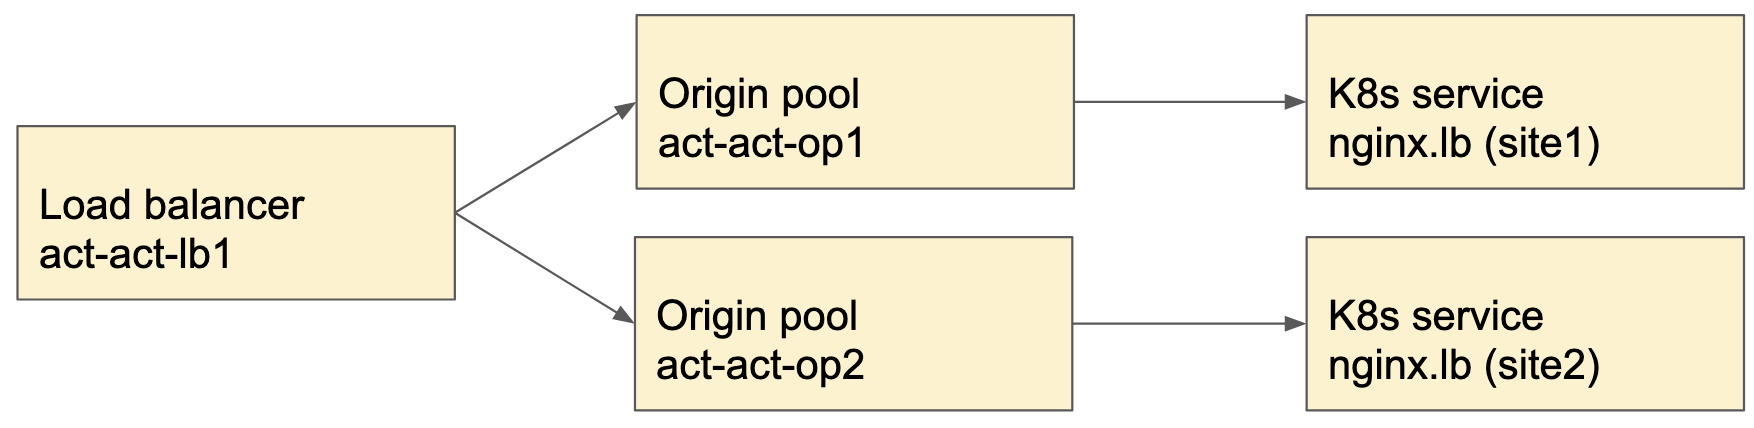 Load balancer
act-act-lb1
Origin pool
act-act-op1
K8s service
nginx.lb (site1)
Origin pool
act-act-op2
K8s service
nginx.lb (site2)